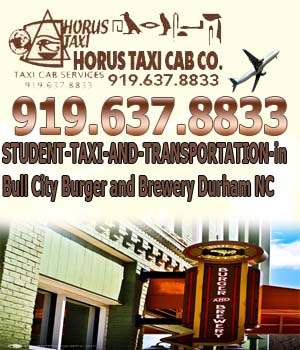 HORUS
TAXI
TAXI CAB SERVICES
919.637.8833
HORUS TAXI CAB CO.
919.637.8833
919.637.8833
STUDENT-TAXI-AND-TRANSPORTATION-in
Bull City Burger and Brewery Durham NC
BURGER
AND
BREWERY